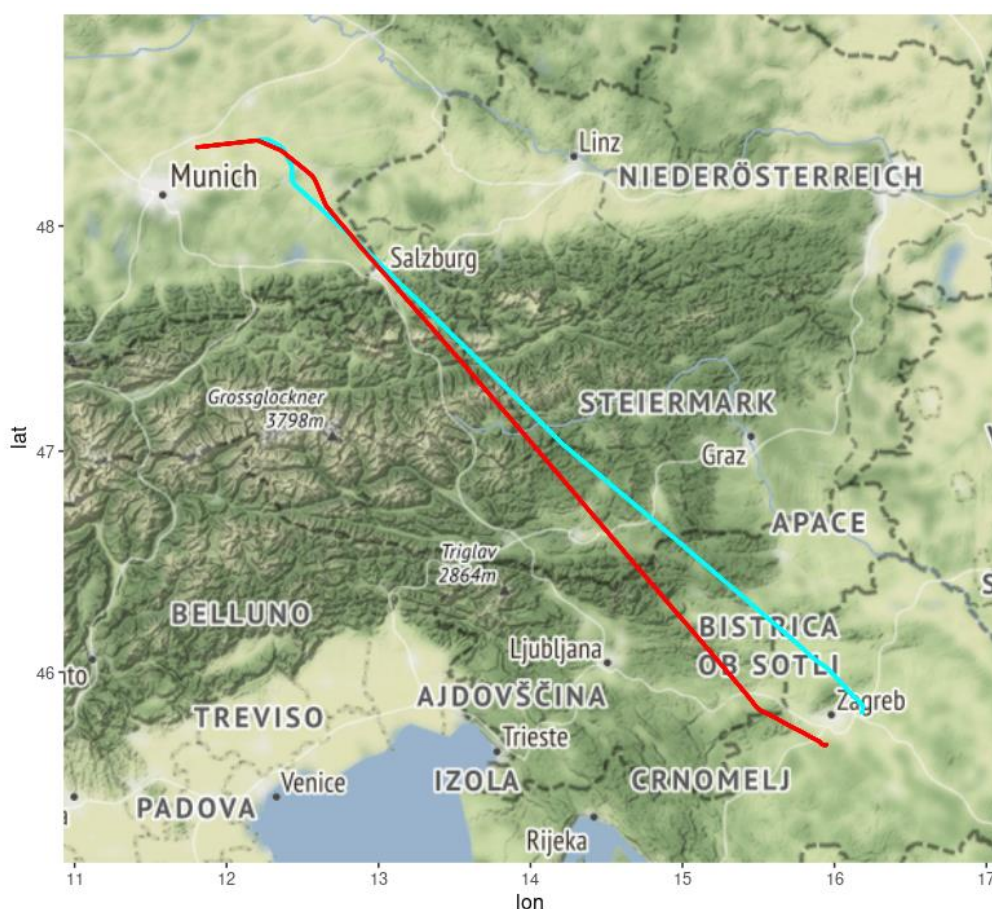 Linz
Munich
NIEDERÖSTERREICH
48
Salzburg
Grossglockner
3798m
STEIERMARK
lat
47
Graz
APACE
Triglav
2864m
BELLUNO
BISTRICA
Ljubljana
OB SOTLI
46
nto
AJDOVŠČINA
Zagreb
TREVISO
Trieste
IZOLA
CRNOMELJ
Venice
PADOVA
Rijeka
11
12
13
14
15
16
17
lon